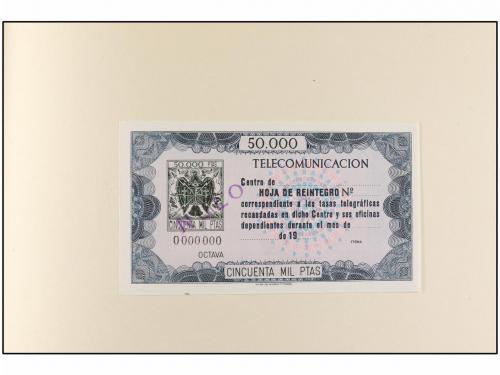 50.000
TELECOMUNICACION
50.000 PTS
Centro de
HOJA DE REINTEGRO Nº
correspondiente a las tasas telegráficas
recaudadas en dicho Centro y sus oficinas
dependientes durante el mes de
de 19
CUENTA MIL PTAS
0000000
OCTAVA
CINCUENTA MIL PTAS